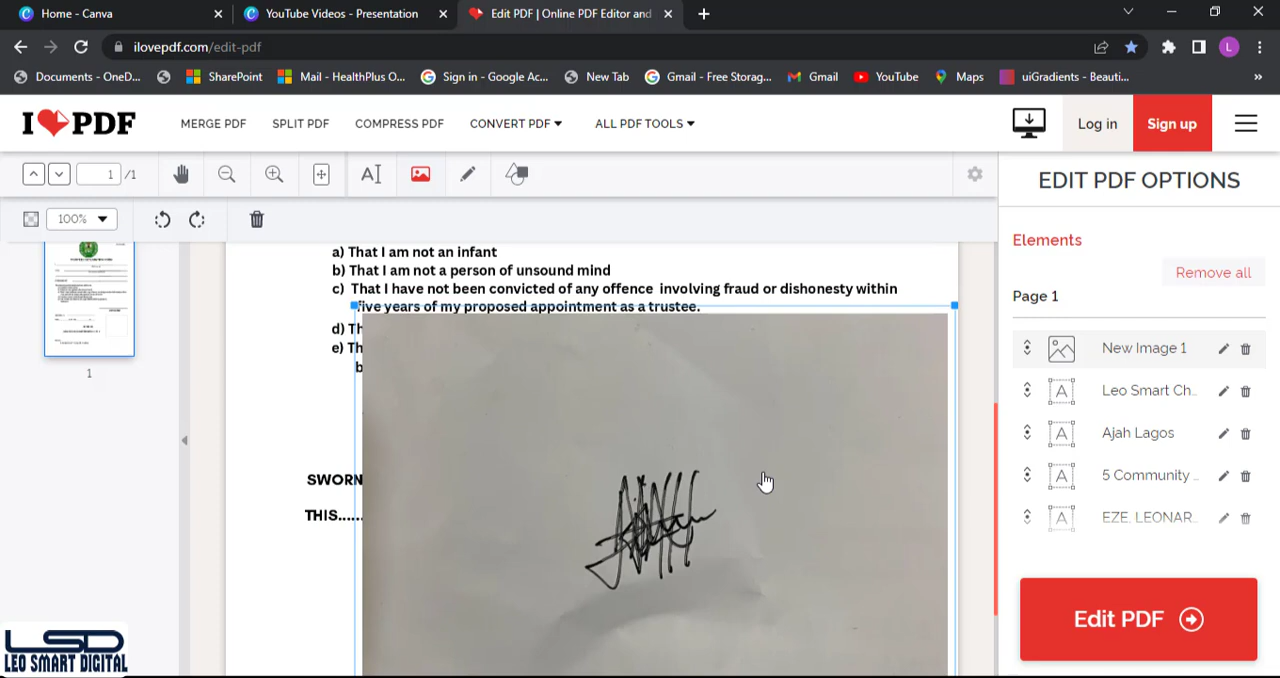 Home - Canva
YouTube Videos - Presentation
Edit PDF | Online PDF Editor and
ilovepdf.com/edit-pdf
L
Documents - OneD...
SharePoint
Mail - HealthPlus O...
Sign in - Google Ac...
New Tab
Gmail - Free Storag...
Gmail
YouTube
Maps
uiGradients - Beauti...
»
I PDF
MERGE PDF
SPLIT PDF
COMPRESS PDF
CONVERT PDF
ALL PDF TOOLS
Log in
Sign up
1 /1
A
EDIT PDF OPTIONS
100%
Elements
Remove all
Page 1
New Image 1
A Leo Smart Ch...
A Ajah Lagos
A 5 Community ...
A EZE, LEONAR...
Edit PDF
1
a) That I am not an infant
b) That I am not a person of unsound mind
c) That I have not been convicted of any offence involving fraud or dishonesty within
five years of my proposed appointment as a trustee.
d) Th
e) Th
b
SWORN
THIS......
LSD
LEO SMART DIGITAL